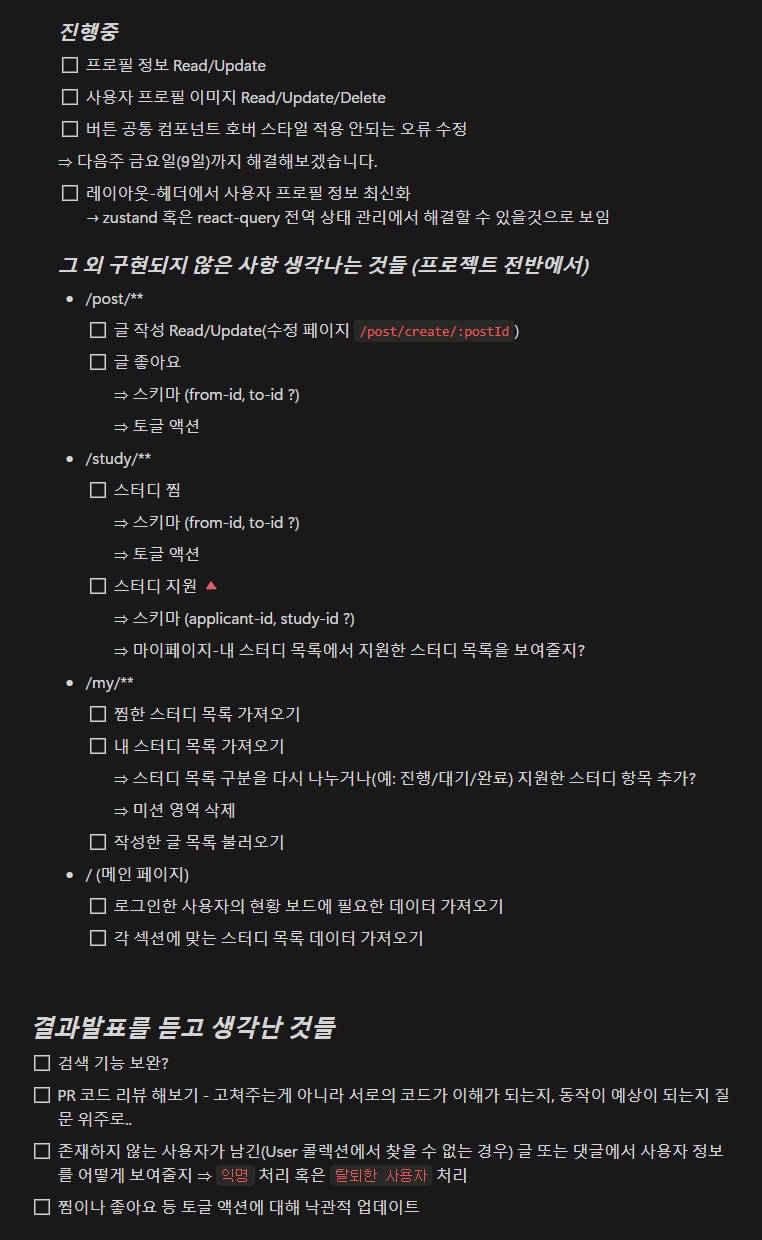 진행중
프로필 정보 Read/Update
사용자 프로필 이미지 Read/Update/Delete
버튼 공통 컴포넌트 호버 스타일 적용 안되는 오류 수정
⇒ 다음주 금요일(9일)까지 해결해보겠습니다.
레이아웃-헤더에서 사용자 프로필 정보 최신화
→ zustand 혹은 react-query 전역 상태 관리에서 해결할 수 있을것으로 보임
그 외 구현되지 않은 사항 생각나는 것들 (프로젝트 전반에서)
• /post/**
글 작성 Read/Update(수정 페이지 /post/create/:postId)
글 좋아요
⇒ 스키마 (from-id, to-id ?)
⇒ 토글 액션
• /study/**
스터디 찜
⇒ 스키마 (from-id, to-id ?)
⇒ 토글 액션
스터디 지원 🔺
⇒ 스키마 (applicant-id, study-id ?)
⇒ 마이페이지-내 스터디 목록에서 지원한 스터디 목록을 보여줄지?
• /my/**
찜한 스터디 목록 가져오기
내 스터디 목록 가져오기
⇒ 스터디 목록 구분을 다시 나누거나(예: 진행/대기/완료) 지원한 스터디 항목 추가?
⇒ 미션 영역 삭제
작성한 글 목록 불러오기
• / (메인 페이지)
로그인한 사용자의 현황 보드에 필요한 데이터 가져오기
각 섹션에 맞는 스터디 목록 데이터 가져오기
결과발표를 듣고 생각난 것들
검색 기능 보완?
PR 코드 리뷰 해보기 - 고쳐주는게 아니라 서로의 코드가 이해가 되는지, 동작이 예상이 되는지 질
문 위주로..
존재하지 않는 사용자가 남긴(User 콜렉션에서 찾을 수 없는 경우) 글 또는 댓글에서 사용자 정보
를 어떻게 보여줄지 ⇒ 익명 처리 혹은 탈퇴한 사용자 처리
찜이나 좋아요 등 토글 액션에 대해 낙관적 업데이트